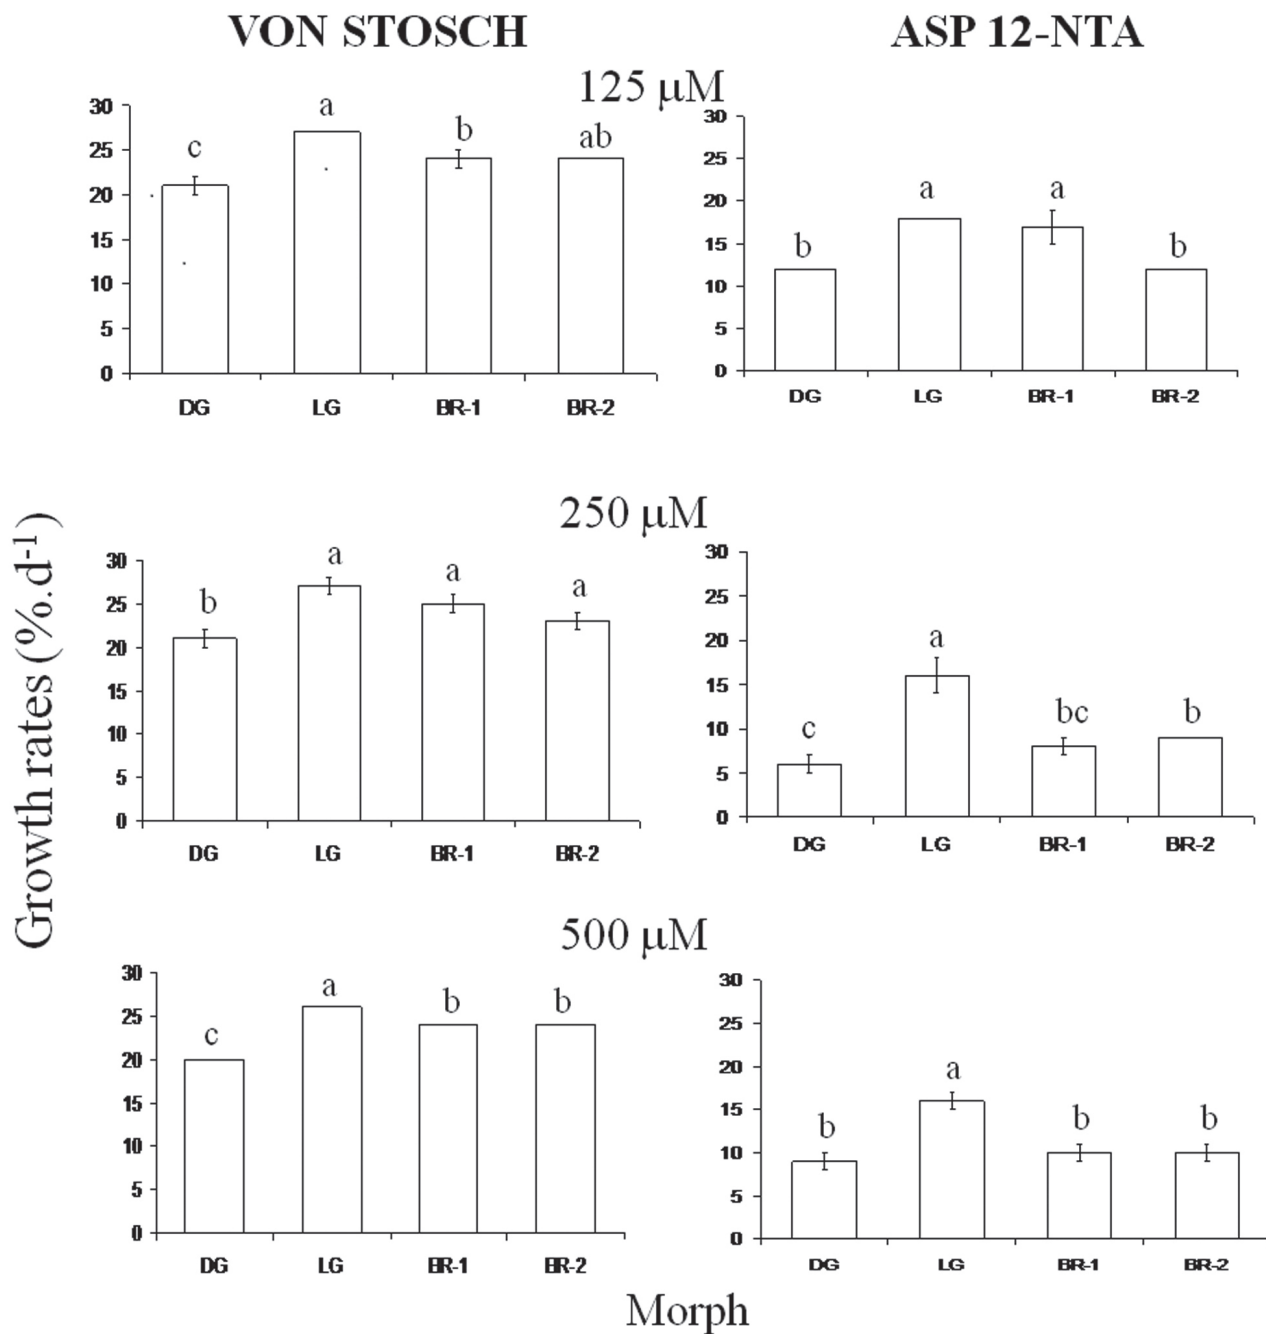 VON STOSCH
ASP 12-NTA
125 μM
30
25
20
15
10
5
0
c
a
b
ab
DG LG BR-1 BR-2
30
25
20
15
10
5
0
b
a
a
b
DG LG BR-1 BR-2
Growth rates (%.d-1)
250 μM
30
25
20
15
10
5
0
b
a
a
a
DG LG BR-1 BR-2
30
25
20
15
10
5
0
c
a
bc
b
DG LG BR-1 BR-2
500 μM
30
25
20
15
10
5
0
c
a
b
b
DG LG BR-1 BR-2
30
25
20
15
10
5
0
b
a
b
b
DG LG BR-1 BR-2
Morph